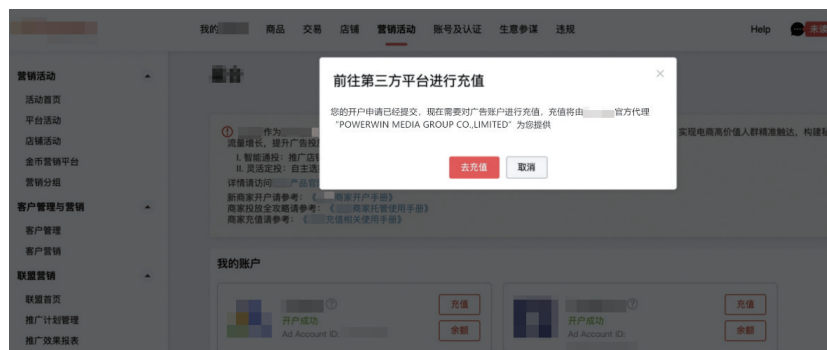 我的
商品
交易
店铺
营销活动
账号及认证
生意参谋
违规
Help
未读
营销活动
活动首页
平台活动
店铺活动
金币营销平台
营销分组
客户管理与营销
客户管理
客户营销
联盟营销
联盟首页
推广计划管理
推广效果报表
前往第三方平台进行充值
您的开户申请已经提交，现在需要对广告账户进行充值，充值将由 官方代理
“POWERWIN MEDIA GROUP CO.,LIMITED”为您提供
去充值
取消
作为
流量增长，提升广告投
实现电商高价值人群精准触达，构建
I. 智能通投：推广店
II. 灵活定投：自主选
详情请访问 产品官
新商家开户请参考：《 商家开户手册》
商家投放全攻略请参考：《 商家托管使用手册》
商家充值请参考：《 充值相关使用手册》
我的账户
开户成功
Ad Account ID:
充值
余额
开户成功
Ad Account ID:
充值
余额